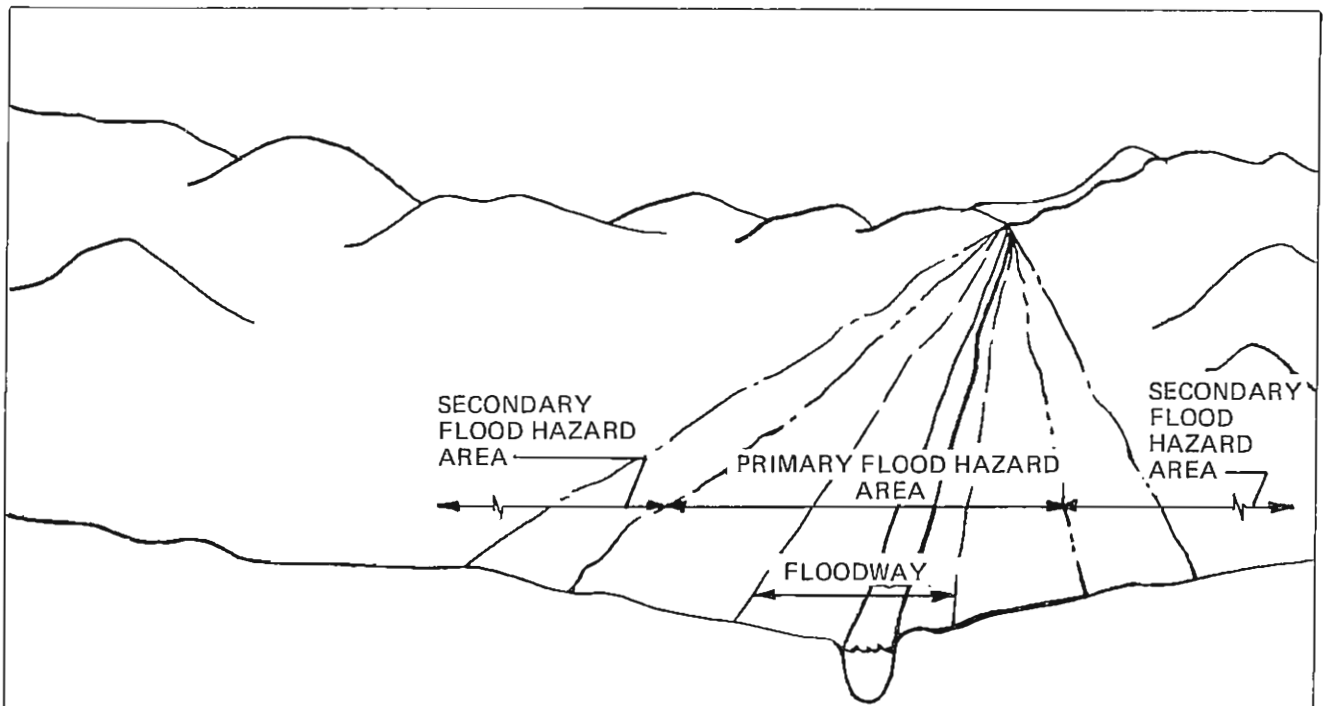 SECONDARY
FLOOD HAZARD
AREA
PRIMARY FLOOD HAZARD
AREA
SECONDARY
FLOOD
HAZARD
AREA
FLOODWAY